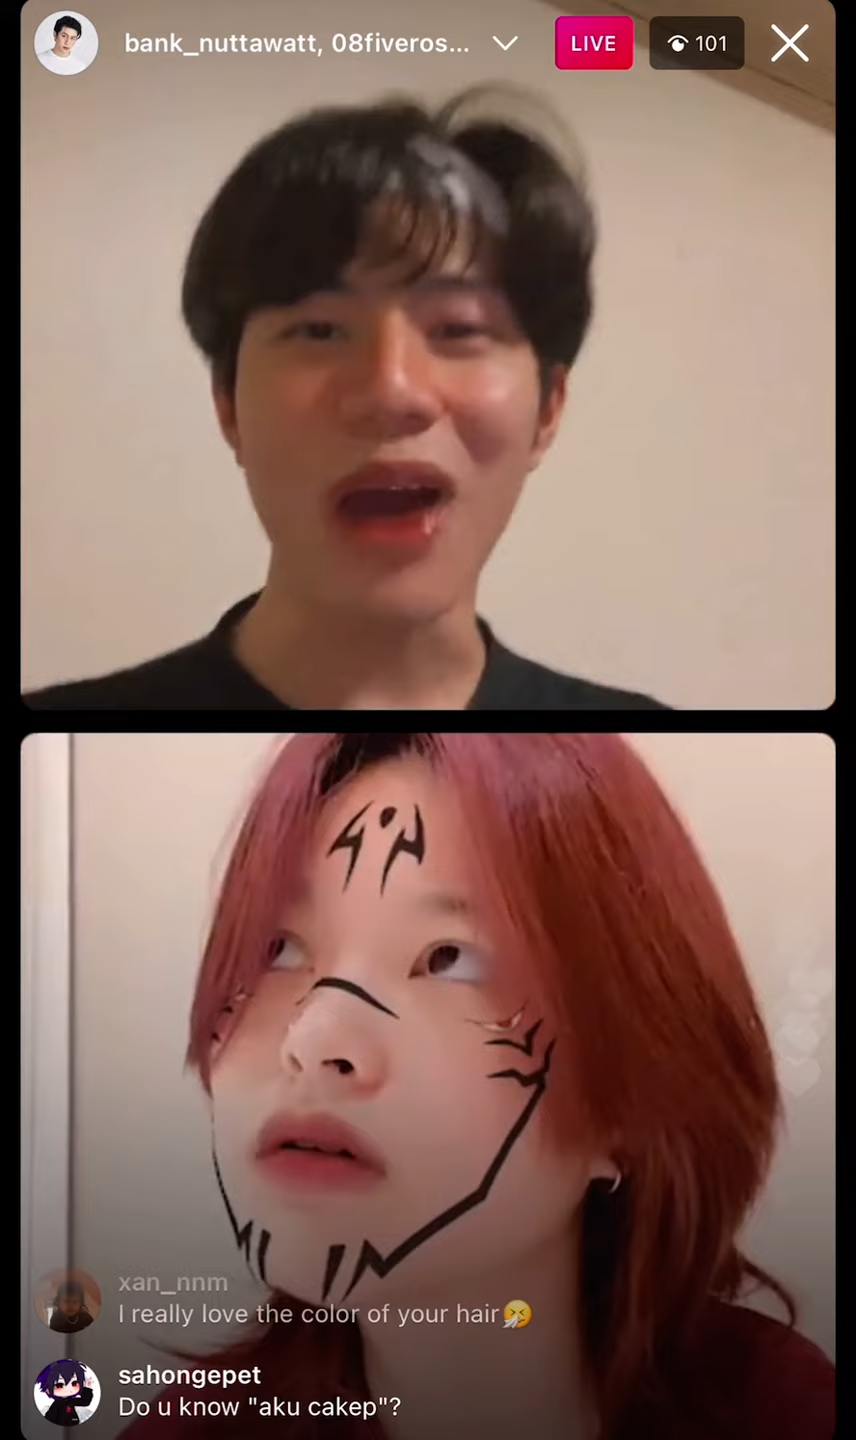 bank_nuttawatt, 08fiveros...
LIVE
101
xan_nnm
I really love the color of your hair🤧
sahongepet
Do u know "aku cakep"?